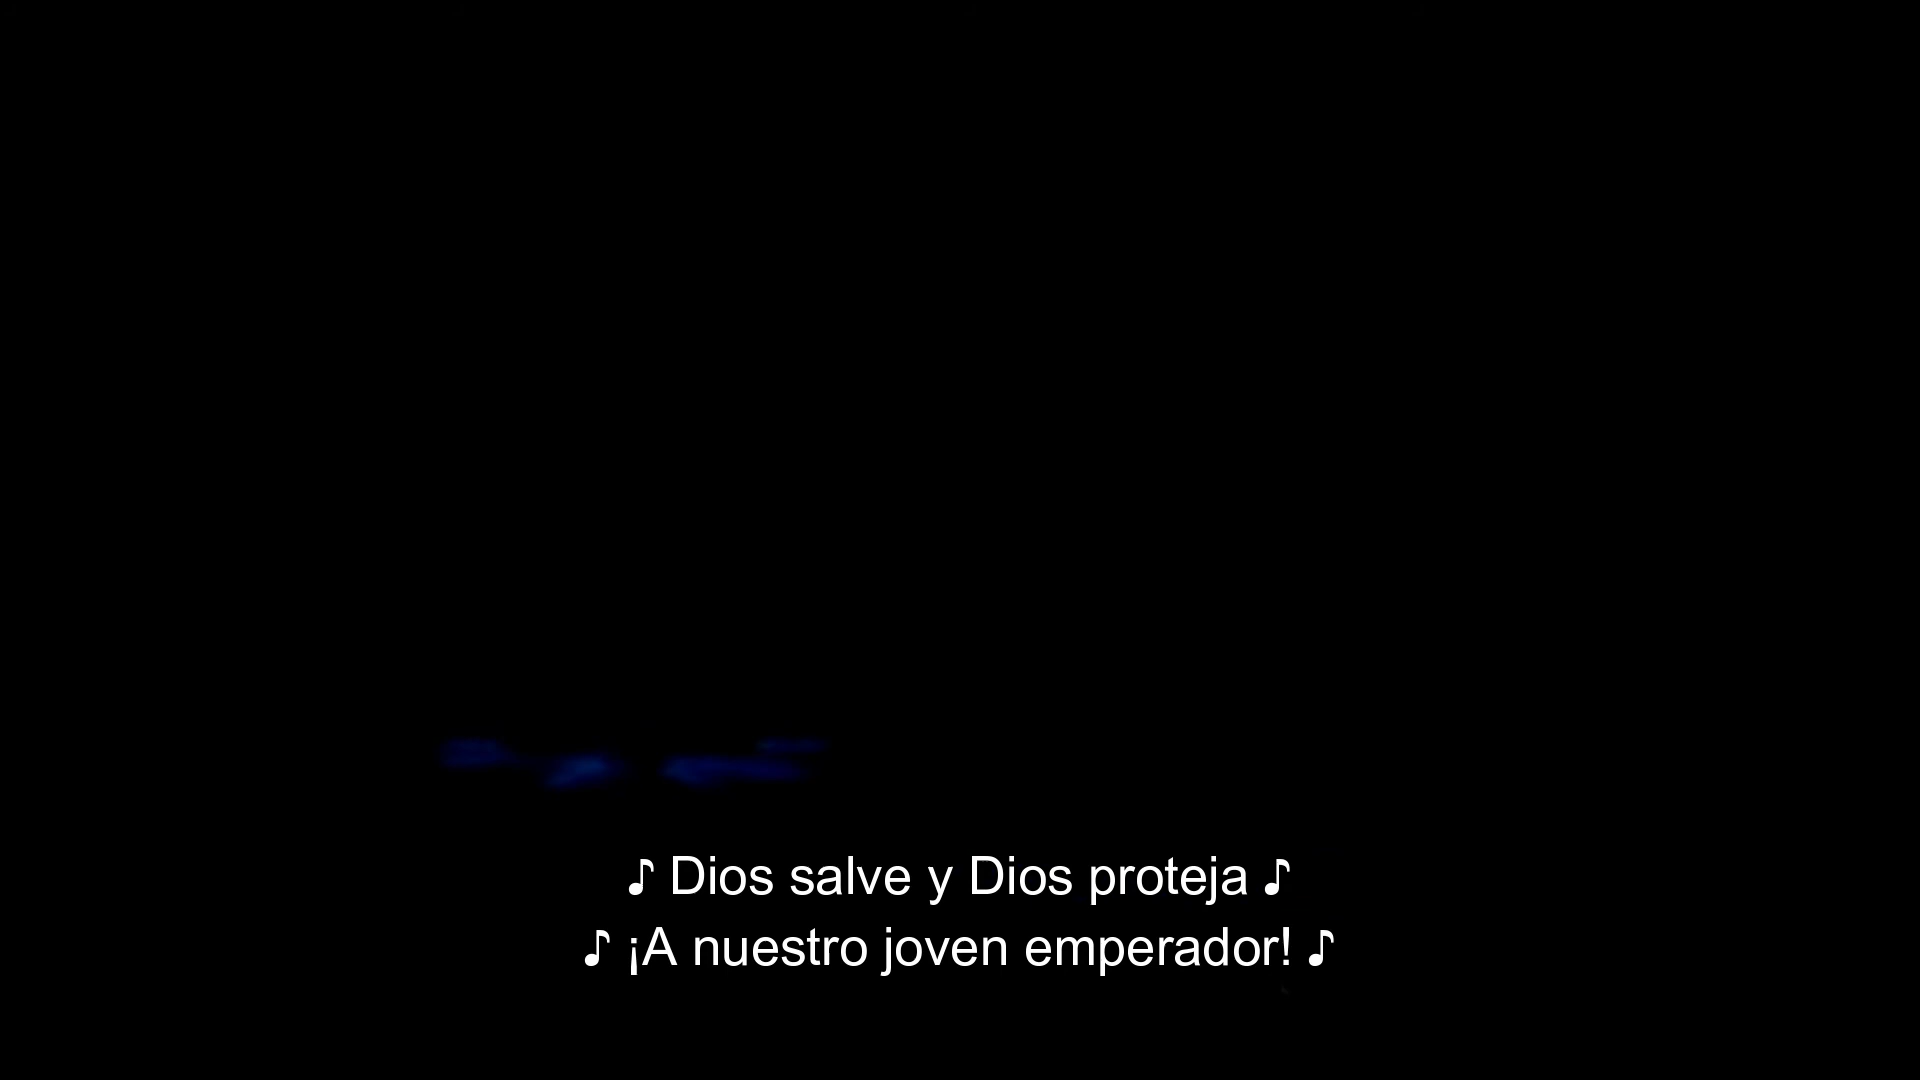 ♪ Dios salve y Dios proteja ♪
♪ ¡A nuestro joven emperador! ♪